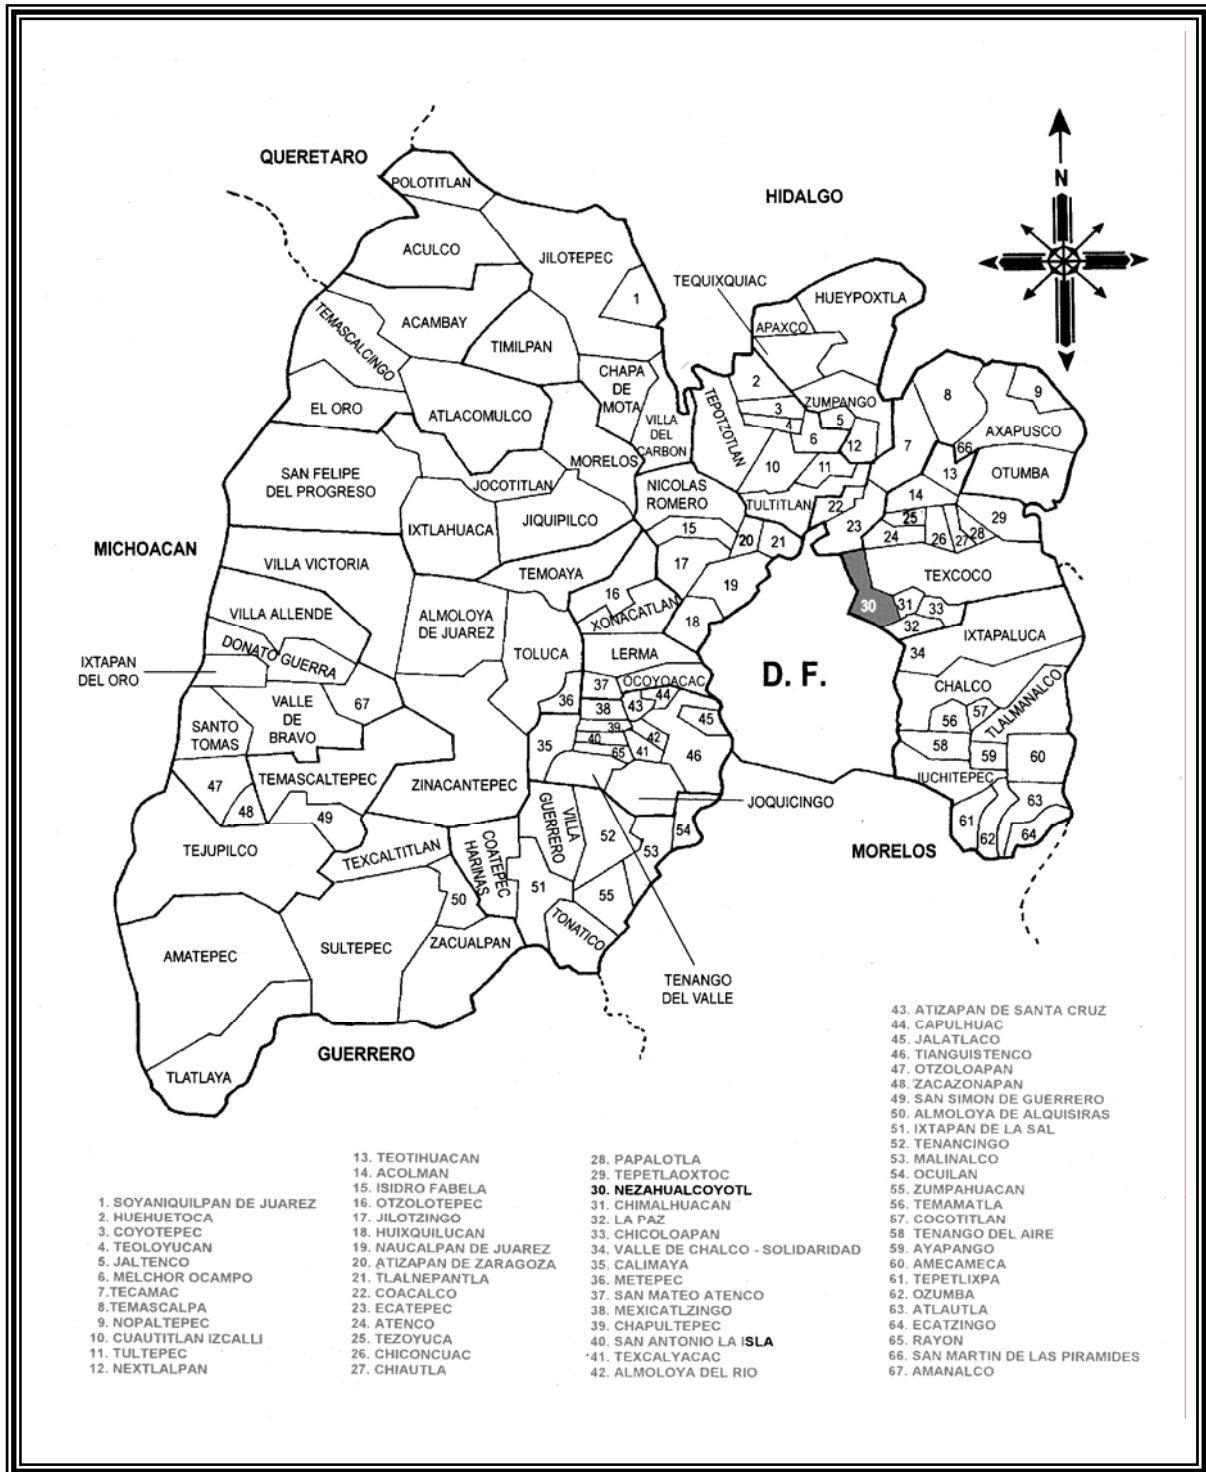 QUERETARO
POLOTITLAN
HIDALGO
N
ACULCO
JILOTEPEC
TEQUIXQUIAC
HUEYPOXTLA
1
TEMASCALCINGO
ACAMBAY
TIMILPAN
APAXCO
CHAPA
DE
MOTA
2
TEPOTZOTLAN
ZUMPANGO
8
9
EL ORO
ATLACOMULCO
VILLA
DEL
CARBON
3
4
5
6
12
7
66
AXAPUSCO
SAN FELIPE
DEL PROGRESO
MORELOS
10
11
13
OTUMBA
JOCOTITLAN
NICOLAS
ROMERO
14
IXTLAHUACA
JIQUIPILCO
TULTITLAN
22
25
29
MICHOACAN
15
20
21
23
24
26
27
28
VILLA VICTORIA
TEMOAYA
17
19
TEXCOCO
16
XONACATLAN
30
31
33
VILLA ALLENDE
ALMOLOYA
DE JUAREZ
18
32
IXTAPALUCA
DONATO GUERRA
TOLUCA
LERMA
34
IXTAPAN
DEL ORO
D. F.
OCOYOACAC
CHALCO
TLALMANALCO
VALLE
DE
BRAVO
67
36
37
38
43
44
45
56
57
SANTO
TOMAS
39
40
42
41
65
35
46
58
59
60
47
TEMASCALTEPEC
ZINACANTEPEC
JUCHITEPEC
48
49
JOQUICINGO
61
62
63
64
TEJUPILCO
TEXCALTITLAN
COATEPEC
HARINAS
VILLA
GUERRERO
52
54
53
MORELOS
50
51
55
AMATEPEC
SULTEPEC
ZACUALPAN
TONATICO
TENANGO
DEL VALLE
GUERRERO
TLATLAYA
1. SOYANIQUILPAN DE JUAREZ
2. HUEHUETOCA
3. COYOTEPEC
4. TEOLOYUCAN
5. JALTENCO
6. MELCHOR OCAMPO
7.TECAMAC
8.TEMASCALPA
9. NOPALTEPEC
10. CUAUTITLAN IZCALLI
11. TULTEPEC
12. NEXTLALPAN
13. TEOTIHUACAN
14. ACOLMAN
15. ISIDRO FABELA
16. OTZOLOTEPEC
17. JILOTZINGO
18. HUIXQUILUCAN
19. NAUCALPAN DE JUAREZ
20. ATIZAPAN DE ZARAGOZA
21. TLALNEPANTLA
22. COACALCO
23. ECATEPEC
24. ATENCO
25. TEZOYUCA
26. CHICONCUAC
27. CHIAUTLA
28. PAPALOTLA
29. TEPETLAOXTOC
30. NEZAHUALCOYOTL
31. CHIMALHUACAN
32. LA PAZ
33. CHICOLOAPAN
34. VALLE DE CHALCO - SOLIDARIDAD
35. CALIMAYA
36. METEPEC
37. SAN MATEO ATENCO
38. MEXICATLZINGO
39. CHAPULTEPEC
40. SAN ANTONIO LA ISLA
41. TEXCALYACAC
42. ALMOLOYA DEL RIO
43. ATIZAPAN DE SANTA CRUZ
44. CAPULHUAC
45. JALATLACO
46. TIANGUISTENCO
47. OTZOLOAPAN
48. ZACAZONAPAN
49. SAN SIMON DE GUERRERO
50. ALMOLOYA DE ALQUISIRAS
51. IXTAPAN DE LA SAL
52. TENANCINGO
53. MALINALCO
54. OCUILAN
55. ZUMPAHUACAN
56. TEMAMATLA
57. COCOTITLAN
58 TENANGO DEL AIRE
59. AYAPANGO
60. AMECAMECA
61. TEPETLIXPA
62. OZUMBA
63. ATLAUTLA
64. ECATZINGO
65. RAYON
66. SAN MARTIN DE LAS PIRAMIDES
67. AMANALCO